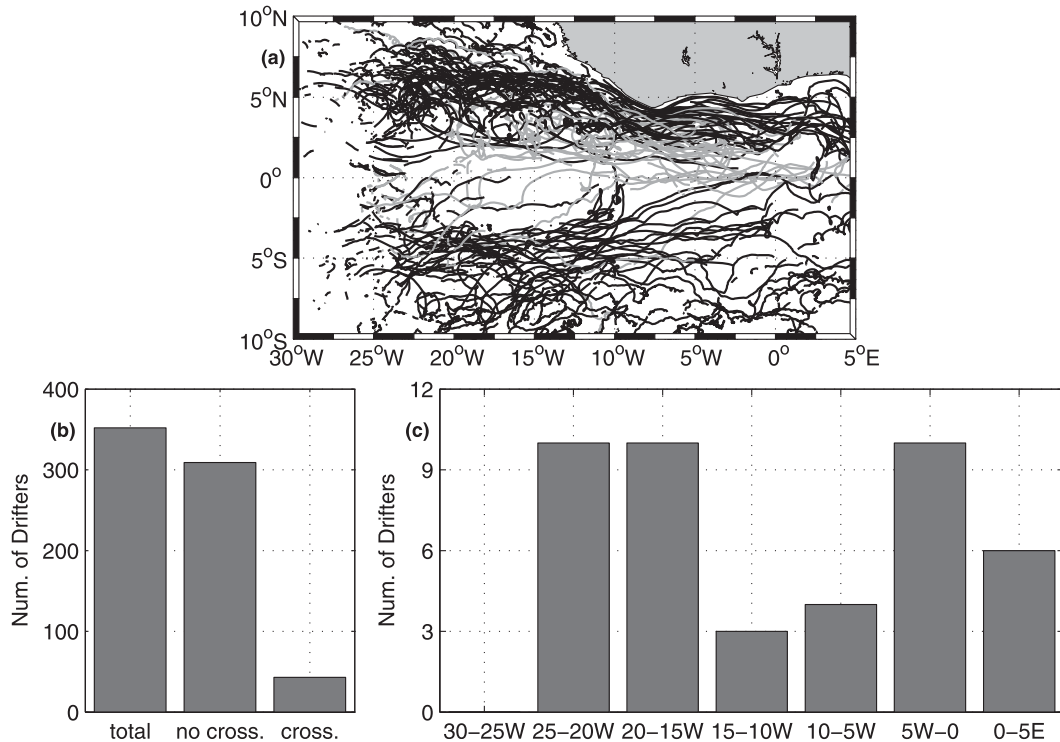 10°N
(a)
5°N
0°
5°S
10°S
30°W 25°W 20°W 15°W 10°W 5°W 0° 5°E
400
(b)
300
200
100
0
Num. of Drifters
total no cross. cross.
12
(c)
9
6
3
0
Num. of Drifters
30–25W 25–20W 20–15W 15–10W 10–5W 5W–0 0–5E